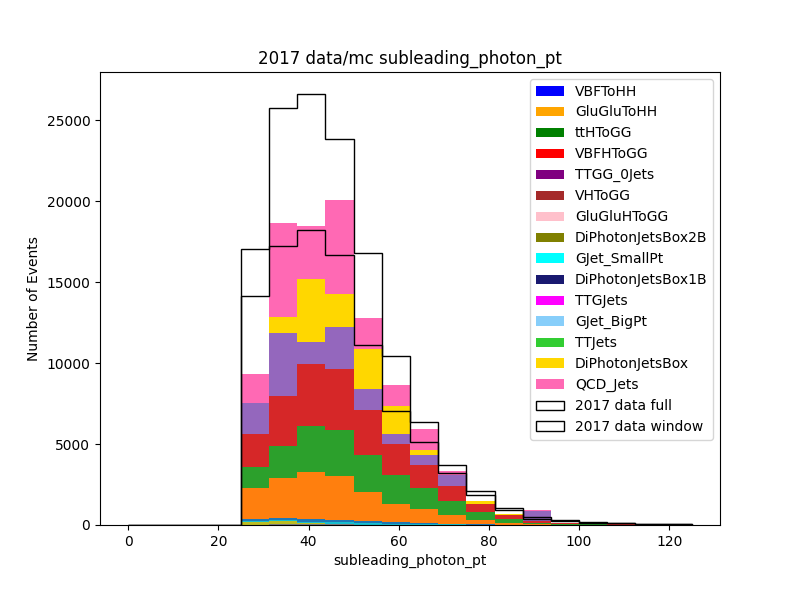 2017 data/mc subleading_photon_pt
Number of Events
25000
20000
15000
10000
5000
0
0 20 40 60 80 100 120
subleading_photon_pt
VBFToHH
GluGluToHH
ttHToGG
VBFHToGG
TTGG_0Jets
VHToGG
GluGluHToGG
DiPhotonJetsBox2B
GJet_SmallPt
DiPhotonJetsBox1B
TTGJets
GJet_BigPt
TTJets
DiPhotonJetsBox
QCD_Jets
2017 data full
2017 data window